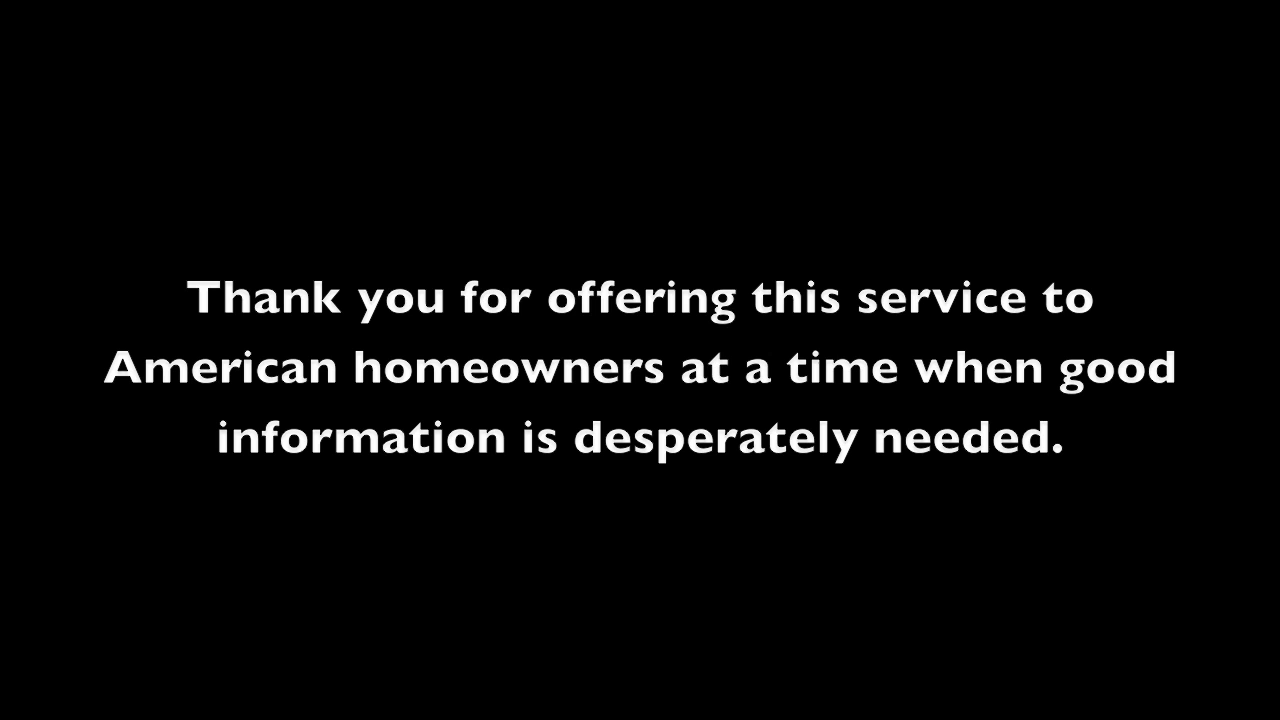 Thank you for offering this service to
American homeowners at a time when good
information is desperately needed.